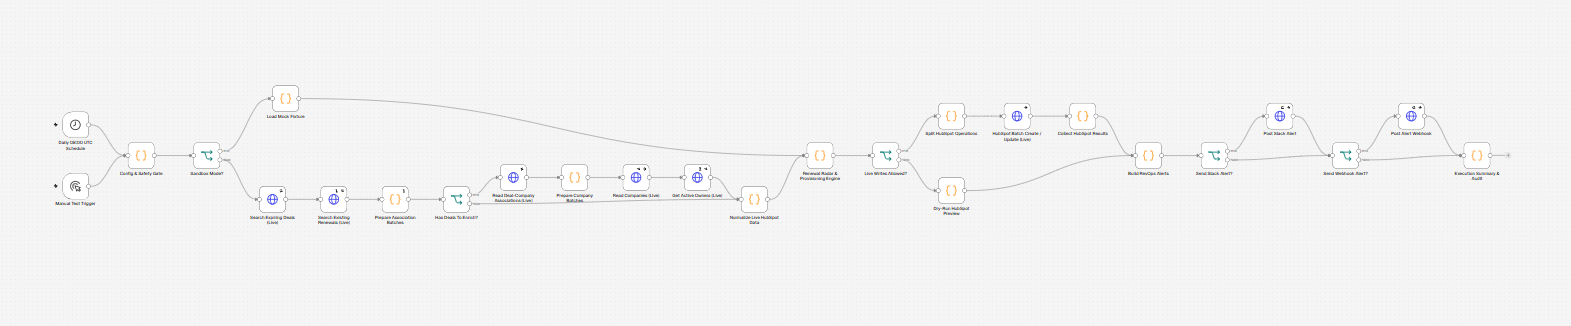 Load Mock Fixture
Daily 06:00 UTC
Schedule
Config & Safety Gate
Sandbox Mode?
Manual Test Trigger
Search Expiring Deals
(Live)
Search Existing
Renewals (Live)
Prepare Association
Batches
Has Deals To Enrich?
Read Deal-Company
Associations (Live)
Prepare Company
Batches
Read Companies (Live)
Get Active Owners (Live)
Normalize Live HubSpot
Data
Renewal Radar &
Provisioning Engine
Live Writes Allowed?
Split HubSpot Operations
HubSpot Batch Create /
Update (Live)
Collect HubSpot Results
Dry-Run HubSpot
Preview
Build RevOps Alerts
Send Slack Alert?
Post Slack Alert
Send Webhook Alert?
Post Alert Webhook
Execution Summary &
Audit